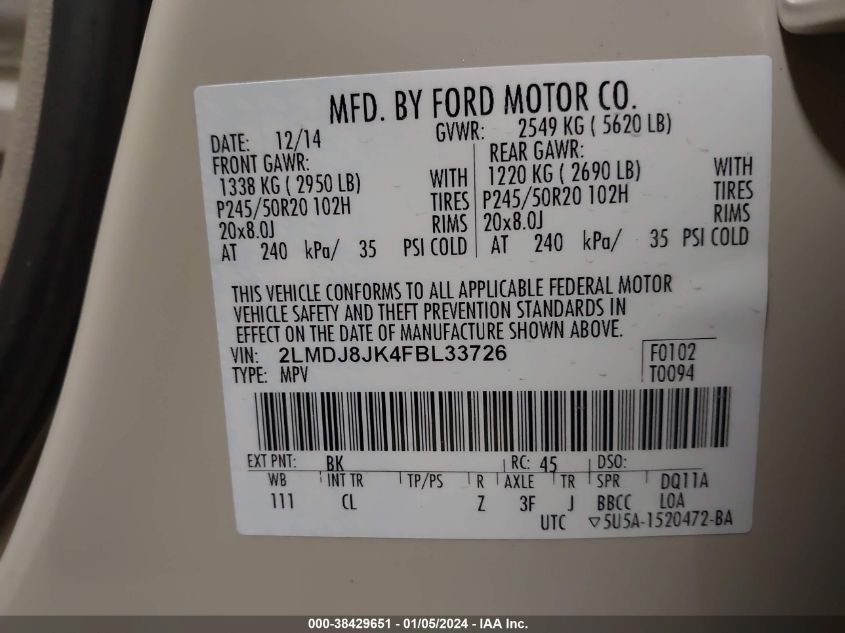 MFD. BY FORD MOTOR CO.
DATE: 12/14 GVWR: 2549 KG ( 5620 LB)
FRONT GAWR: REAR GAWR:
1338 KG ( 2950 LB) WITH 1220 KG ( 2690 LB) WITH
P245/50R20 102H TIRES P245/50R20 102H TIRES
20x8.0J RIMS 20x8.0J RIMS
AT 240 kPa/ 35 PSI COLD AT 240 kPa/ 35 PSI COLD
THIS VEHICLE CONFORMS TO ALL APPLICABLE FEDERAL MOTOR
VEHICLE SAFETY AND THEFT PREVENTION STANDARDS IN
EFFECT ON THE DATE OF MANUFACTURE SHOWN ABOVE.
VIN: 2LMDJ8JK4FBL33726 F0102
TYPE: MPV T0094
EXT PNT: BK RC: 45 DSO:
WB INT TR TP/PS R AXLE TR SPR DQ11A
111 CL Z 3F J BBCC LOA
UTC ▽5U5A-1520472-BA
000-38429651 - 01/05/2024 - IAA Inc.